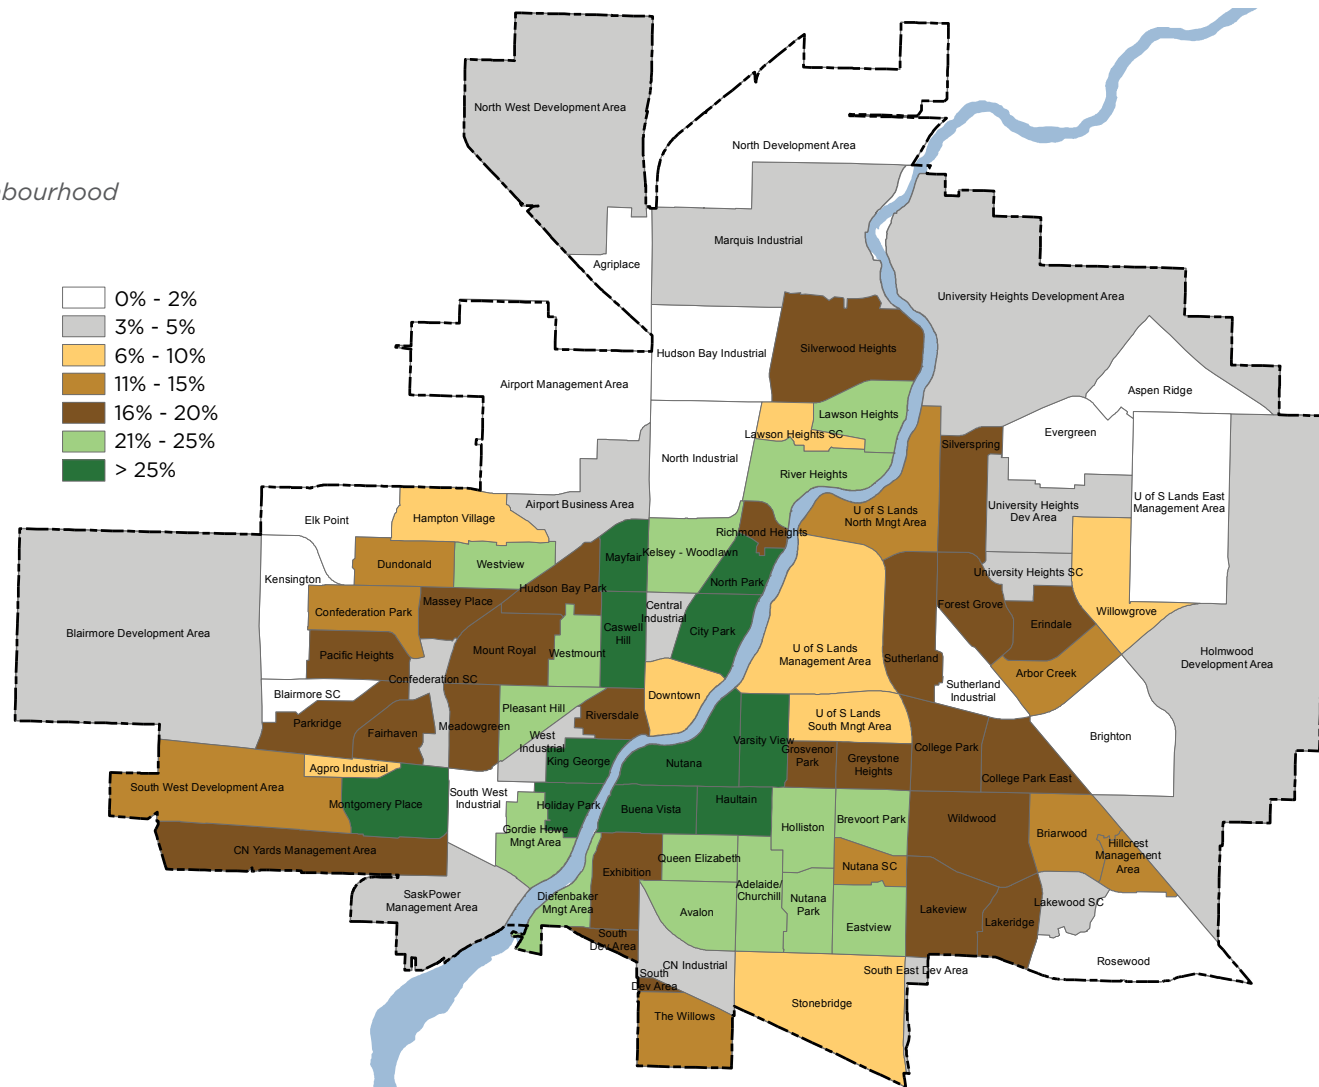 bourhood
0% - 2%
3% - 5%
6% - 10%
11% - 15%
16% - 20%
21% - 25%
> 25%
North West Development Area
North Development Area
Marquis Industrial
Agriplace
University Heights Development Area
Hudson Bay Industrial
Silverwood Heights
Airport Management Area
Aspen Ridge
Lawson Heights
Lawson Heights SC
Evergreen
Silverspring
North Industrial
River Heights
Airport Business Area
University Heights
Dev Area
U of S Lands East
Management Area
U of S Lands
North Mngt Area
Elk Point
Hampton Village
Richmond Heights
Mayfair
Kelsey - Woodlawn
Dundonald
Westview
Kensington
North Park
University Heights SC
Hudson Bay Park
Massey Place
Confederation Park
Central
Industrial
Forest Grove
Willowgrove
Erindale
Blairmore Development Area
Caswell
Hill
City Park
Mount Royal
Westmount
Pacific Heights
U of S Lands
Management Area
Sutherland
Holmwood
Development Area
Arbor Creek
Confederation SC
Sutherland
Industrial
Blairmore SC
Downtown
Pleasant Hill
Parkridge
Riversdale
U of S Lands
South Mngt Area
Meadowgreen
Fairhaven
West
Industrial
Varsity View
Brighton
College Park
Grosvenor
Park
Greystone
Heights
King George
Nutana
Agpro Industrial
College Park East
South West Development Area
South West
Industrial
Montgomery Place
Holiday Park
Buena Vista
Haultain
Wildwood
Brevoort Park
Holliston
Gordie Howe
Mngt Area
Briarwood
Hillcrest
Management
Area
CN Yards Management Area
Queen Elizabeth
Nutana SC
Exhibition
Adelaide/
Churchill
SaskPower
Management Area
Diefenbaker
Mngt Area
Nutana
Park
Lakewood SC
Avalon
Lakeview
Lakeridge
Eastview
South
Dev Area
CN Industrial
South East Dev Area
Rosewood
South
Dev Area
Stonebridge
The Willows